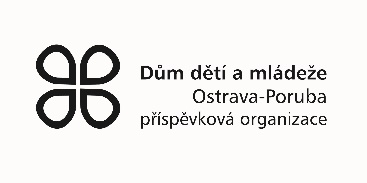 Dům dětí a mládeže
Ostrava-Poruba
příspěvková organizace